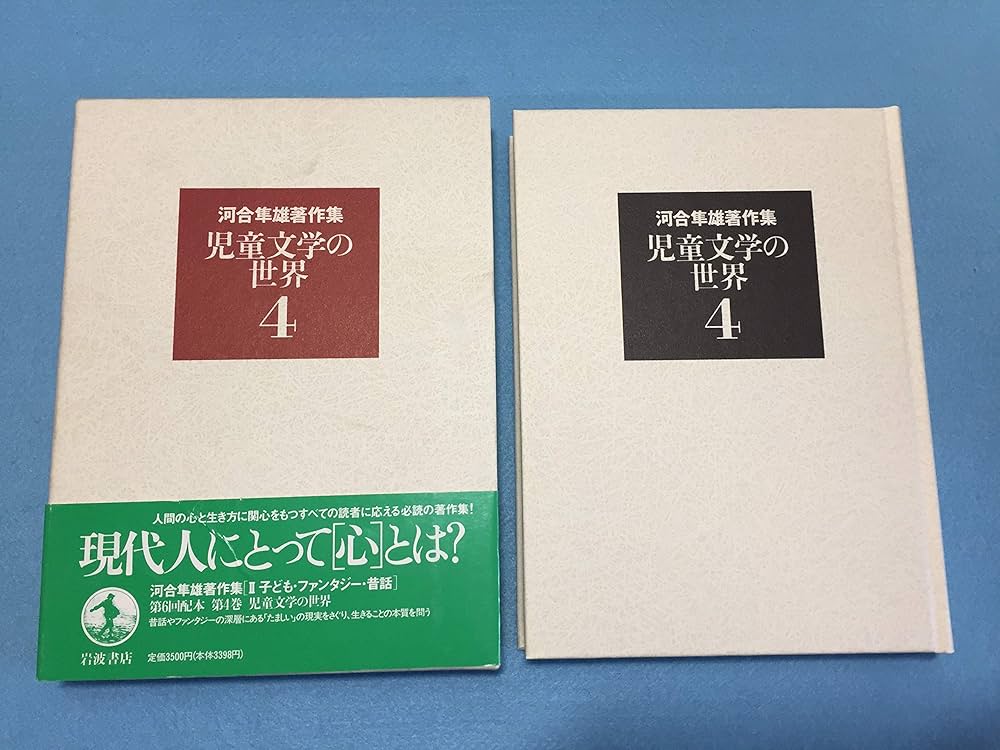 河合隼雄著作集
児童文学の
世界
4
人間の心と生き方に関心をもつすべての読者に応える必読の著作集!
現代人にとって[心]とは?
河合隼雄著作集[Ⅱ 子ども・ファンタジー・昔話]
第6回配本 第4巻 児童文学の世界
昔話やファンタジーの深層にある「たましい」の現実をさぐり、生きることの本質を問う
岩波書店
定価3500円(本体3398円)
河合隼雄著作集
児童文学の
世界
4